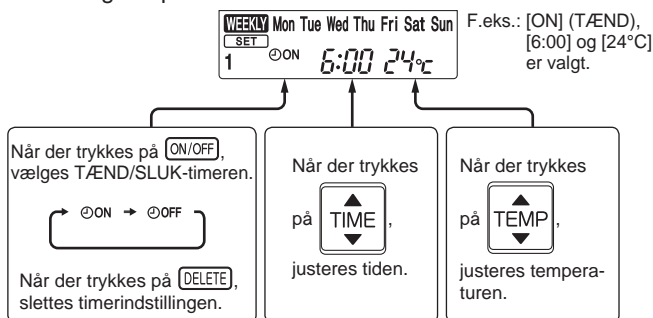 WEEKLY Mon Tue Wed Thu Fri Sat Sun
SET
1 ON 6:00 24°C
F.eks.: [ON] (TÆND),
[6:00] og [24°C]
er valgt.
Når der trykkes på ON/OFF,
vælges TÆND/SLUK-timeren.
ON → OFF
Når der trykkes på DELETE,
slettes timerindstillingen.
Når der trykkes
på TIME,
justeres tiden.
Når der trykkes
på TEMP,
justeres tempera-
turen.